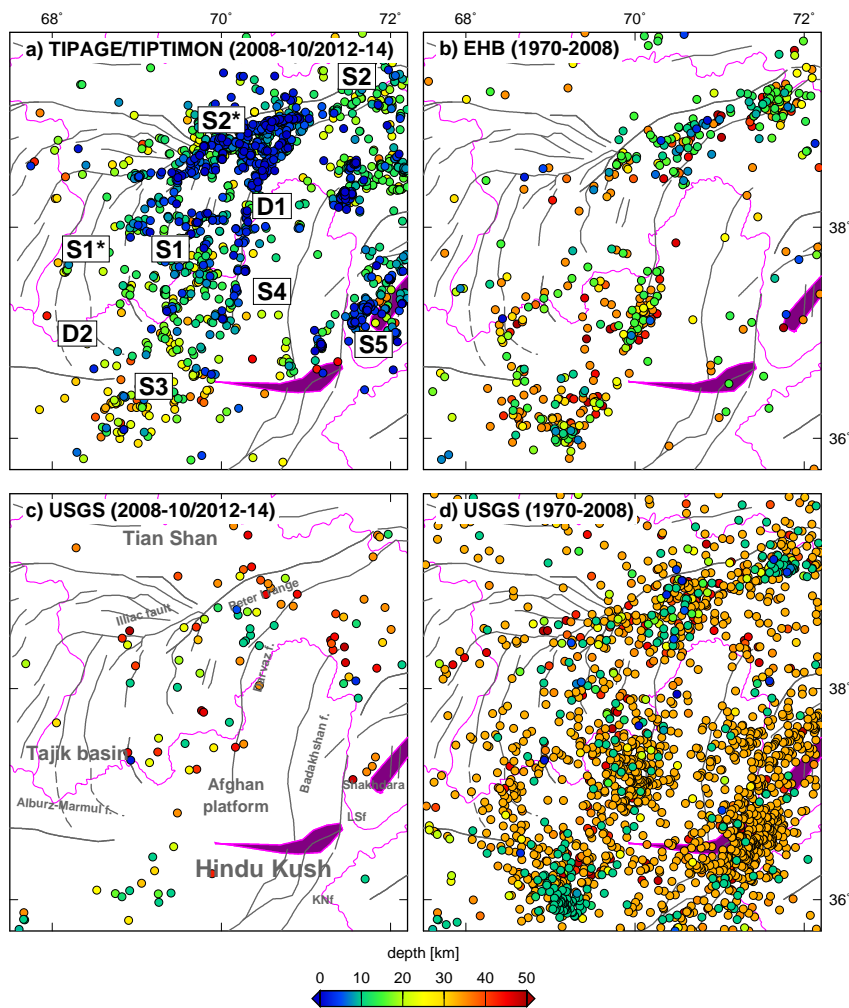 68˚ 70˚ 72˚ 68˚ 70˚ 72˚
a) TIPAGE/TIPTIMON (2008-10/2012-14)
b) EHB (1970-2008)
S2
S2*
D1
38˚
S1*
S1
S4
D2
S5
S3
36˚
c) USGS (2008-10/2012-14)
d) USGS (1970-2008)
Tian Shan
Peter I range
Illiac fault
Darvaz f.
38˚
Badakhshan f.
Tajik basin
Afghan
platform
Shakhdara
Alburz-Marmul f.
LSf
Hindu Kush
KNf
36˚
depth [km]
0 10 20 30 40 50